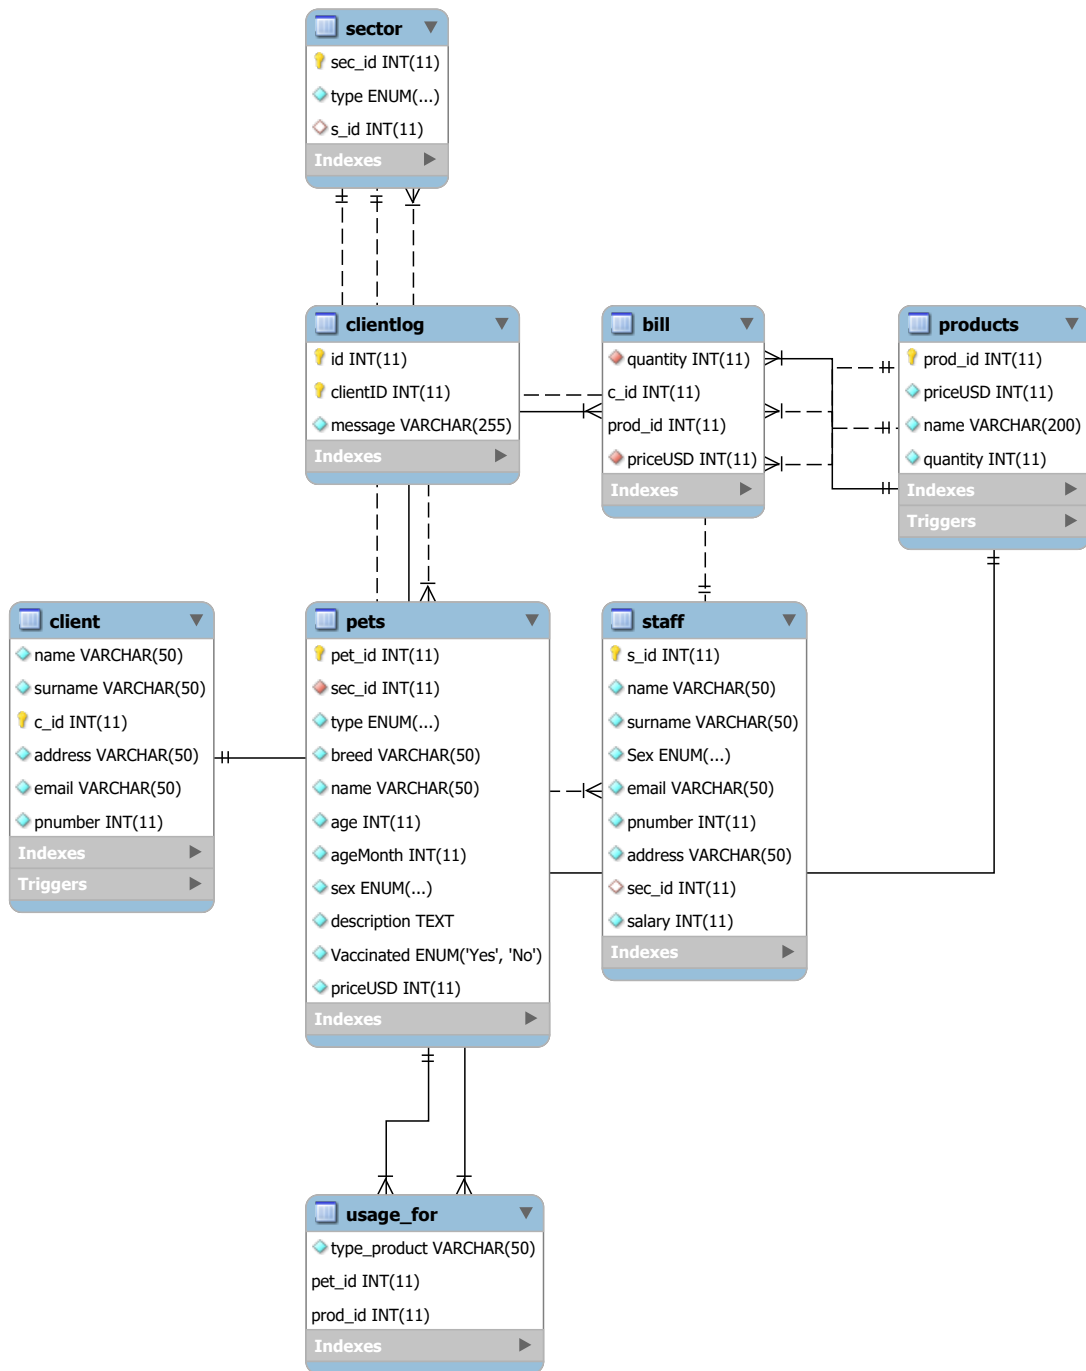 sector
sec_id INT(11)
type ENUM(...)
s_id INT(11)
Indexes
clientlog
id INT(11)
clientID INT(11)
message VARCHAR(255)
Indexes
bill
quantity INT(11)
c_id INT(11)
prod_id INT(11)
priceUSD INT(11)
Indexes
products
prod_id INT(11)
priceUSD INT(11)
name VARCHAR(200)
quantity INT(11)
Indexes
Triggers
client
name VARCHAR(50)
surname VARCHAR(50)
c_id INT(11)
address VARCHAR(50)
email VARCHAR(50)
pnumber INT(11)
Indexes
Triggers
pets
pet_id INT(11)
sec_id INT(11)
type ENUM(...)
breed VARCHAR(50)
name VARCHAR(50)
age INT(11)
ageMonth INT(11)
sex ENUM(...)
description TEXT
Vaccinated ENUM('Yes', 'No')
priceUSD INT(11)
Indexes
staff
s_id INT(11)
name VARCHAR(50)
surname VARCHAR(50)
Sex ENUM(...)
email VARCHAR(50)
pnumber INT(11)
address VARCHAR(50)
sec_id INT(11)
salary INT(11)
Indexes
usage_for
type_product VARCHAR(50)
pet_id INT(11)
prod_id INT(11)
Indexes